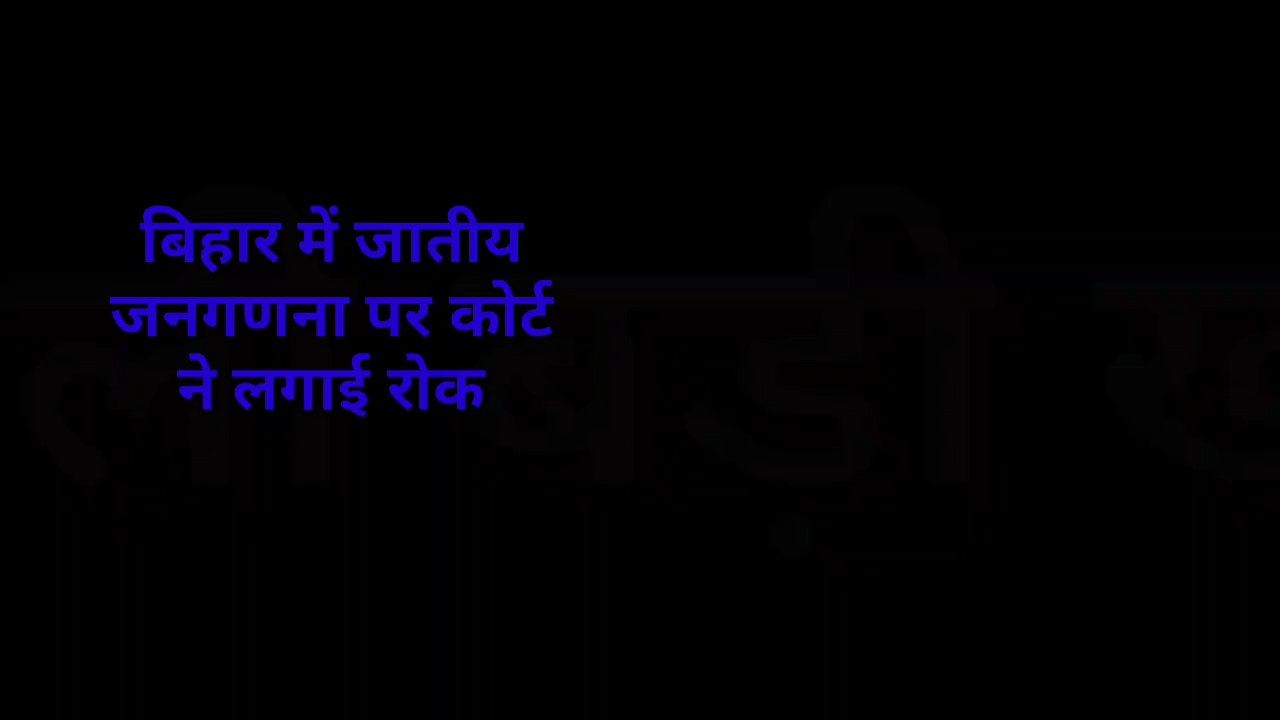 बिहार में जातीय
जनगणना पर कोर्ट
ने लगाई रोक